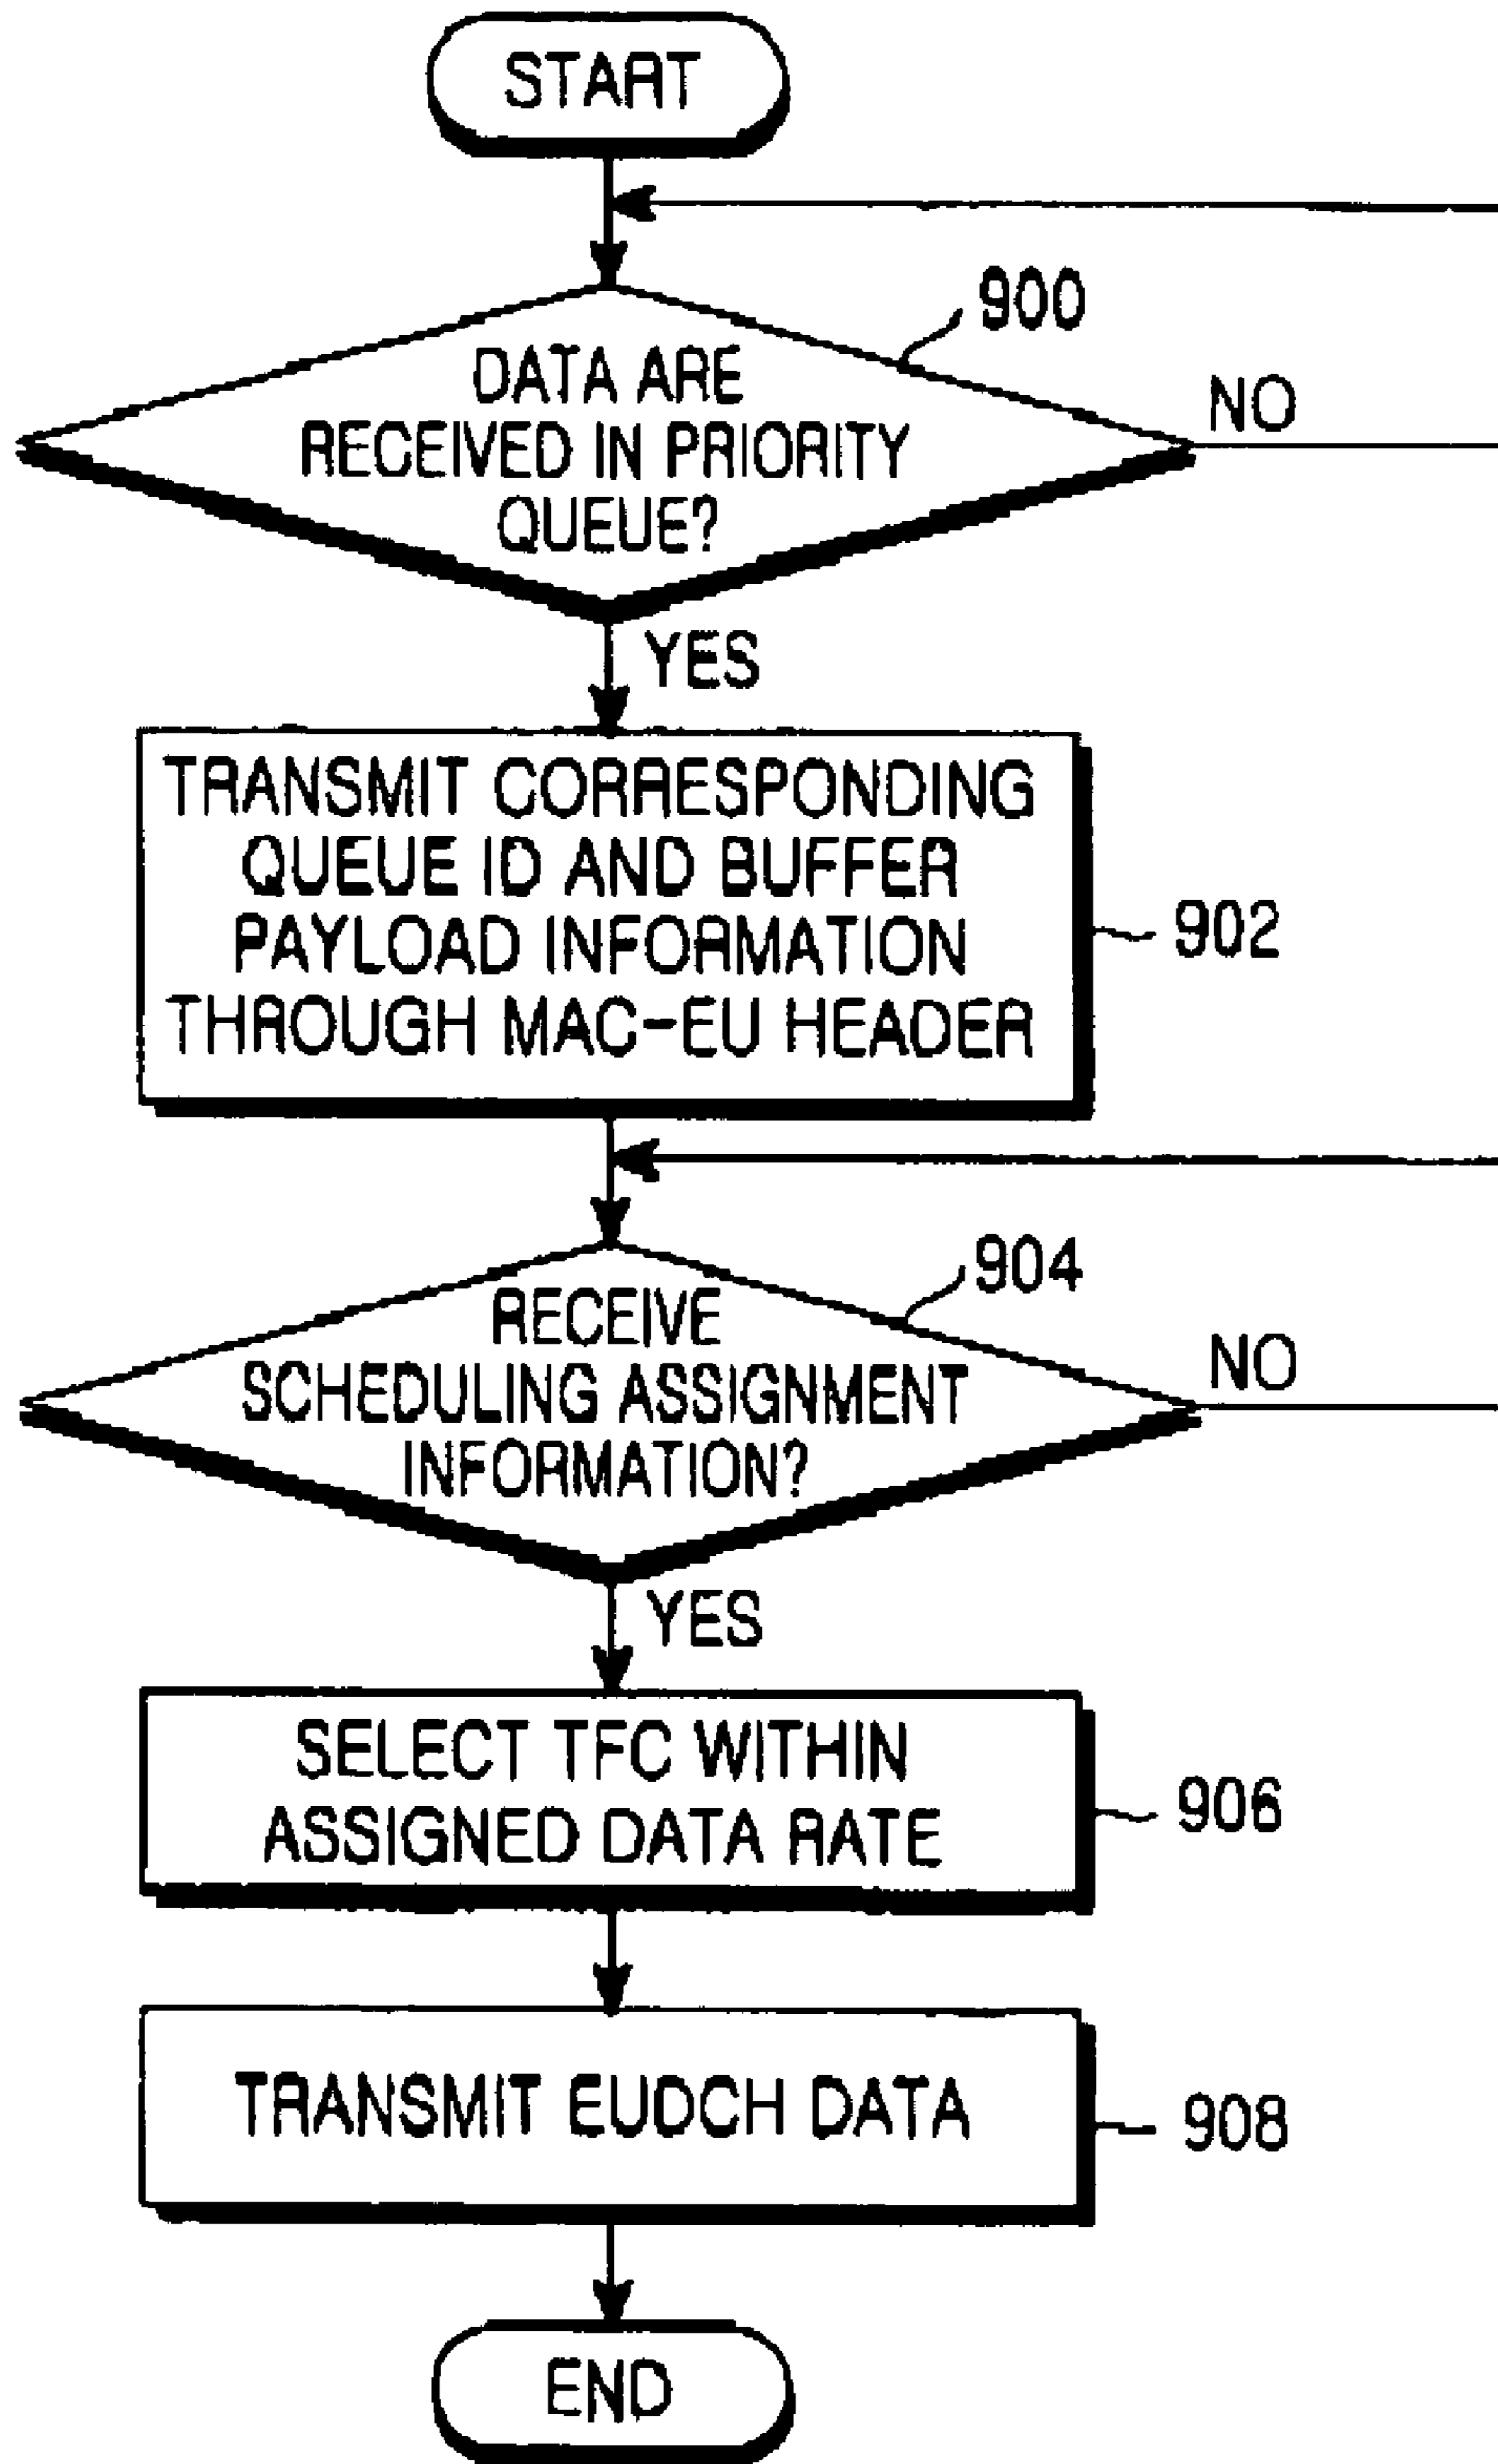 START
900
DATA ARE
RECEIVED IN PRIORITY
QUEUE?
NO
YES
TRANSMIT CORRESPONDING
QUEUE ID AND BUFFER
PAYLOAD INFORMATION
THROUGH MAC-EU HEADER
902
904
RECEIVE
SCHEDULING ASSIGNMENT
INFORMATION?
NO
YES
SELECT TFC WITHIN
ASSIGNED DATA RATE
906
TRANSMIT EUDCH DATA
908
END